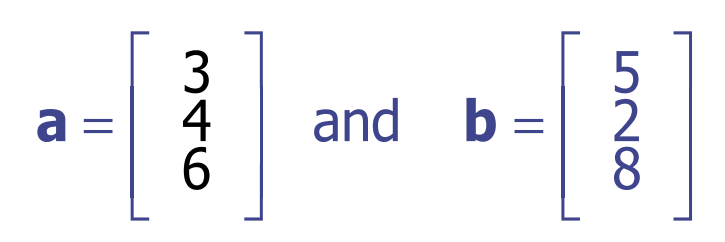 3 5
a = [ 4 ] and b = [ 2 ]
6 8